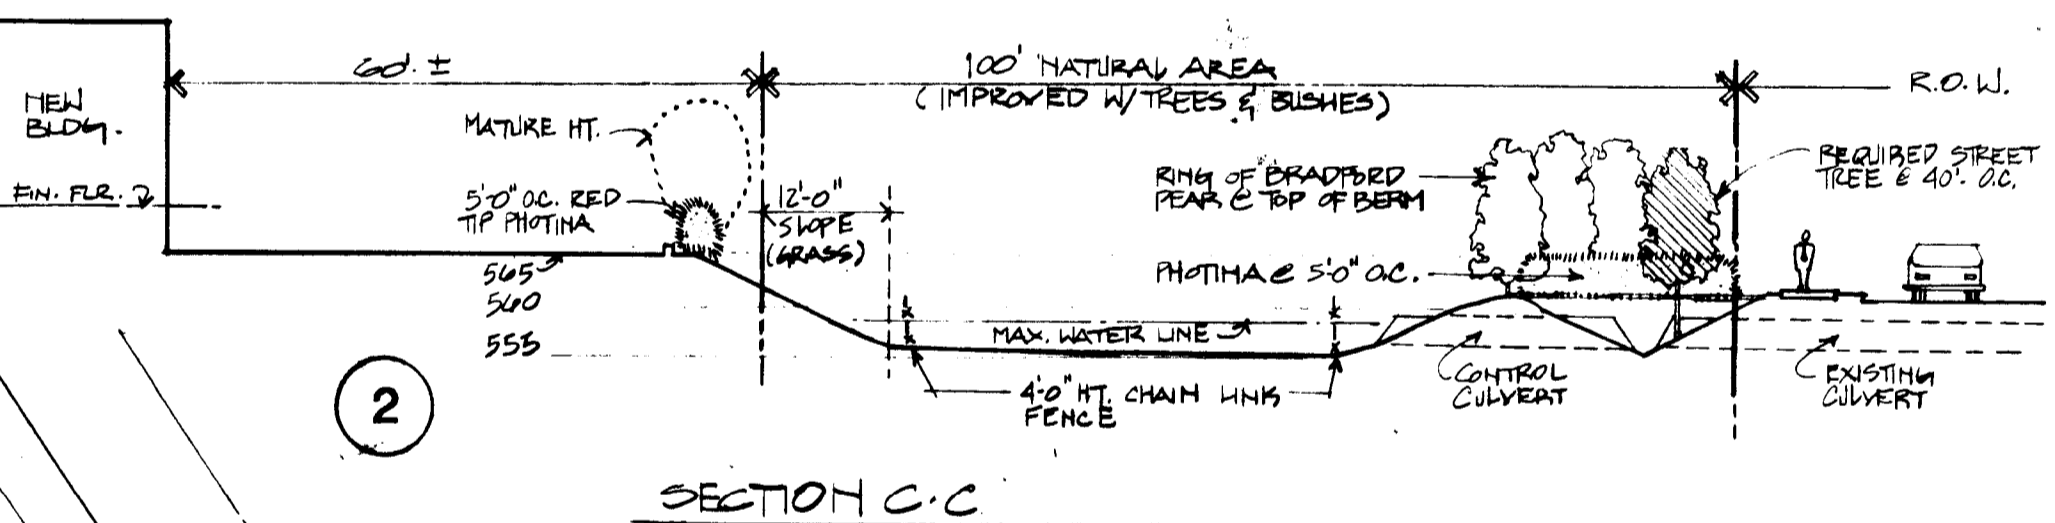 60' ±
100' NATURAL AREA
(IMPROVED W/ TREES & BUSHES)
R.O.W.
NEW
BLDG.
MATURE HT.
FIN. FLR.
5'-0" O.C. RED
TIP PHOTINA
12'-0"
SLOPE
(GRASS)
RING OF BRADFORD
PEAR @ TOP OF BERM
REQUIRED STREET
TREE @ 40'. O.C.
PHOTINA @ 5'-0" O.C.
565
560
555
MAX. WATER LINE
4'-0" HT. CHAIN LINK
FENCE
CONTROL
CULVERT
EXISTING
CULVERT
2
SECTION C-C